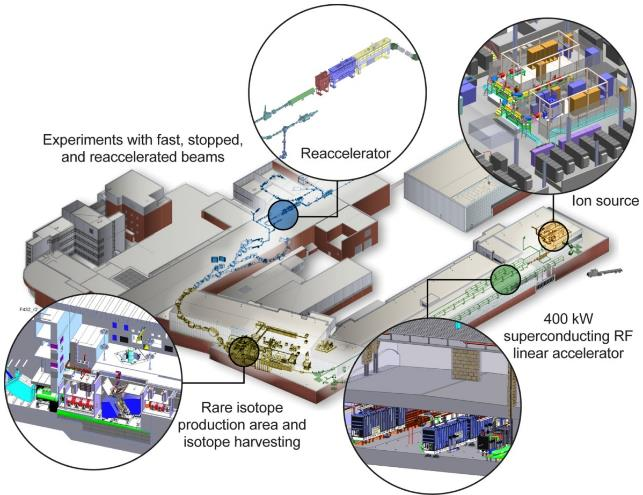 Experiments with fast, stopped,
and reaccelerated beams
Reaccelerator
Ion source
400 kW
superconducting RF
linear accelerator
Rare isotope
production area and
isotope harvesting